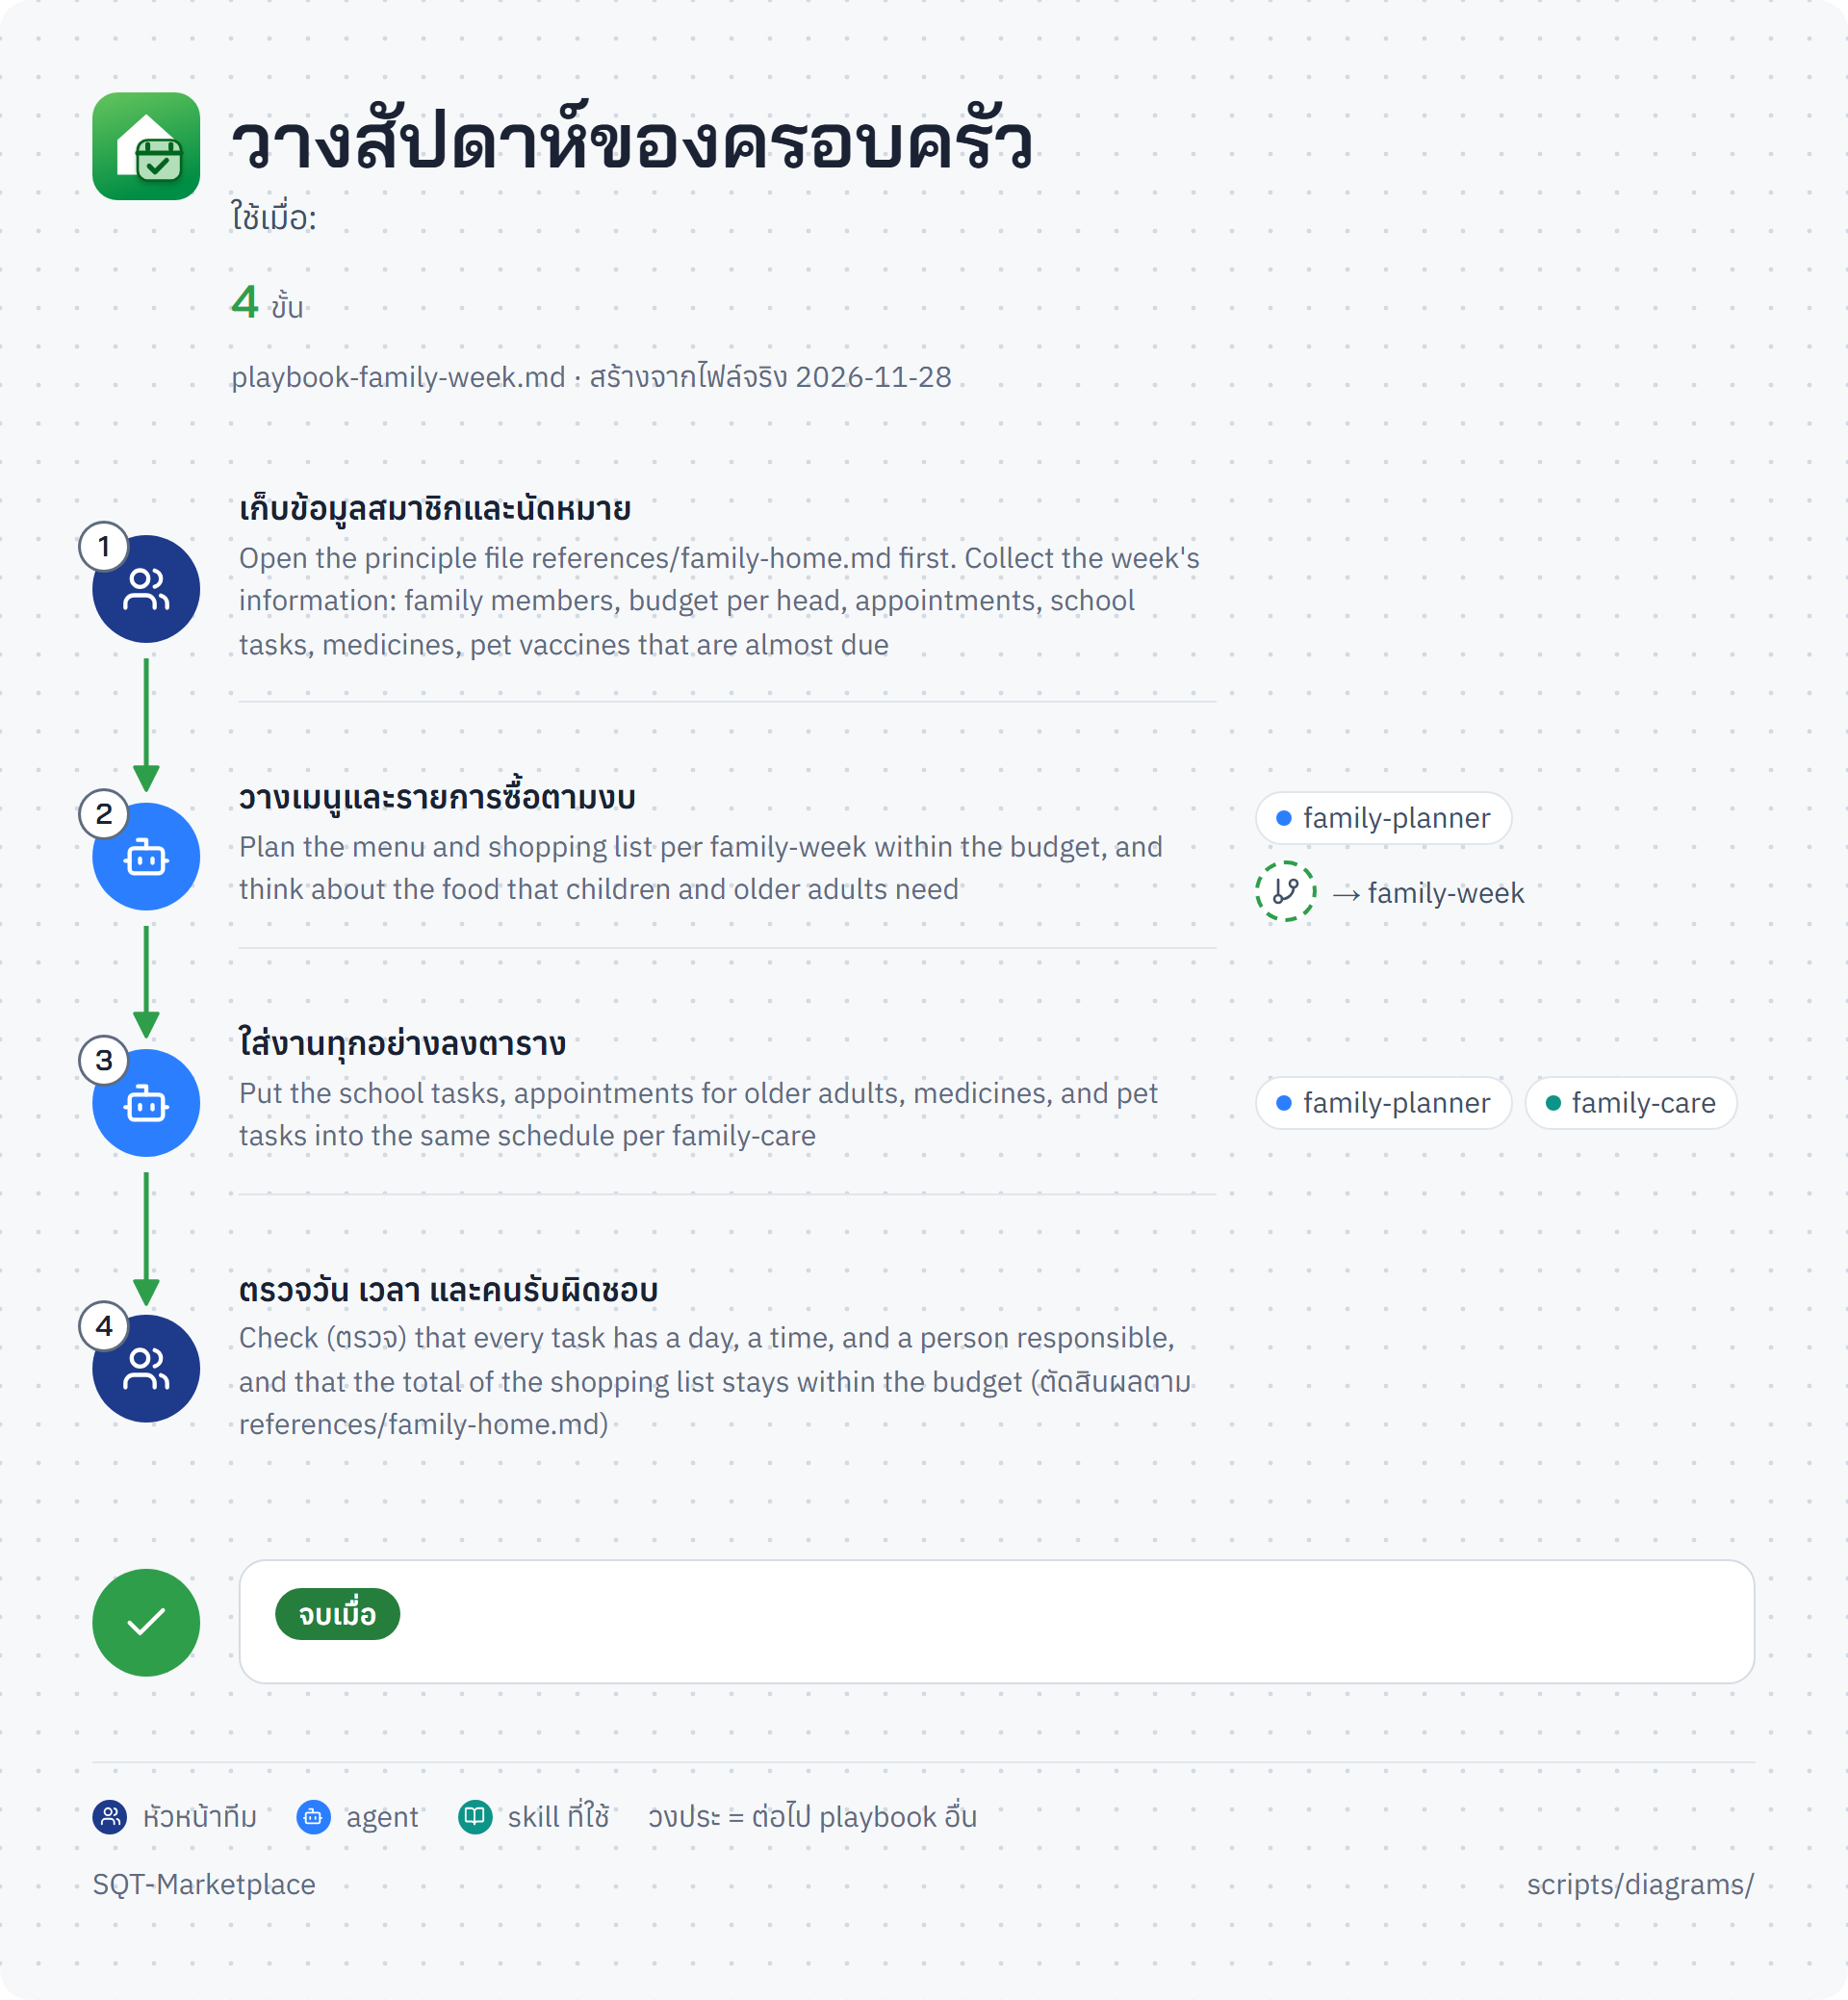 วางสัปดาห์ของครอบครัว
ใช้เมื่อ:
4 ขั้น
playbook-family-week.md · สร้างจากไฟล์จริง 2026-11-28
1
เก็บข้อมูลสมาชิกและนัดหมาย
Open the principle file references/family-home.md first. Collect the week's
information: family members, budget per head, appointments, school
tasks, medicines, pet vaccines that are almost due
2
วางเมนูและรายการซื้อตามงบ
Plan the menu and shopping list per family-week within the budget, and
think about the food that children and older adults need
family-planner
→ family-week
3
ใส่งานทุกอย่างลงตาราง
Put the school tasks, appointments for older adults, medicines, and pet
tasks into the same schedule per family-care
family-planner family-care
4
ตรวจวัน เวลา และคนรับผิดชอบ
Check (ตรวจ) that every task has a day, a time, and a person responsible,
and that the total of the shopping list stays within the budget (ตัดสินผลตาม
references/family-home.md)
จบเมื่อ
หัวหน้าทีม agent skill ที่ใช้ วงประ = ต่อไป playbook อื่น
SQT-Marketplace scripts/diagrams/